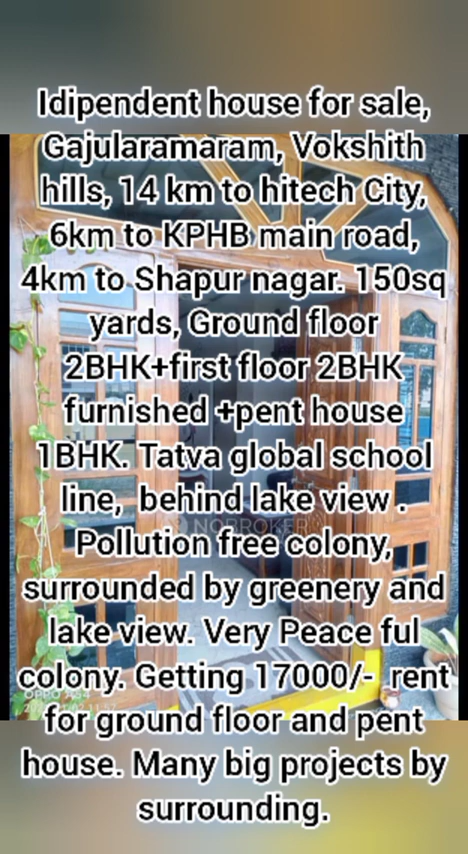 Idipendent house for sale,
Gajularamaram, Vokshith
hills, 14 km to hitech City,
6km to KPHB main road,
4km to Shapur nagar. 150sq
yards, Ground floor
2BHK+first floor 2BHK
furnished +pent house
1BHK. Tatva global school
line,  behind lake view .
NOBROKER
Pollution free colony,
surrounded by greenery and
lake view. Very Peace ful
colony. Getting 17000/-  rent
OPPO A54
for ground floor and pent
house. Many big projects by
surrounding.